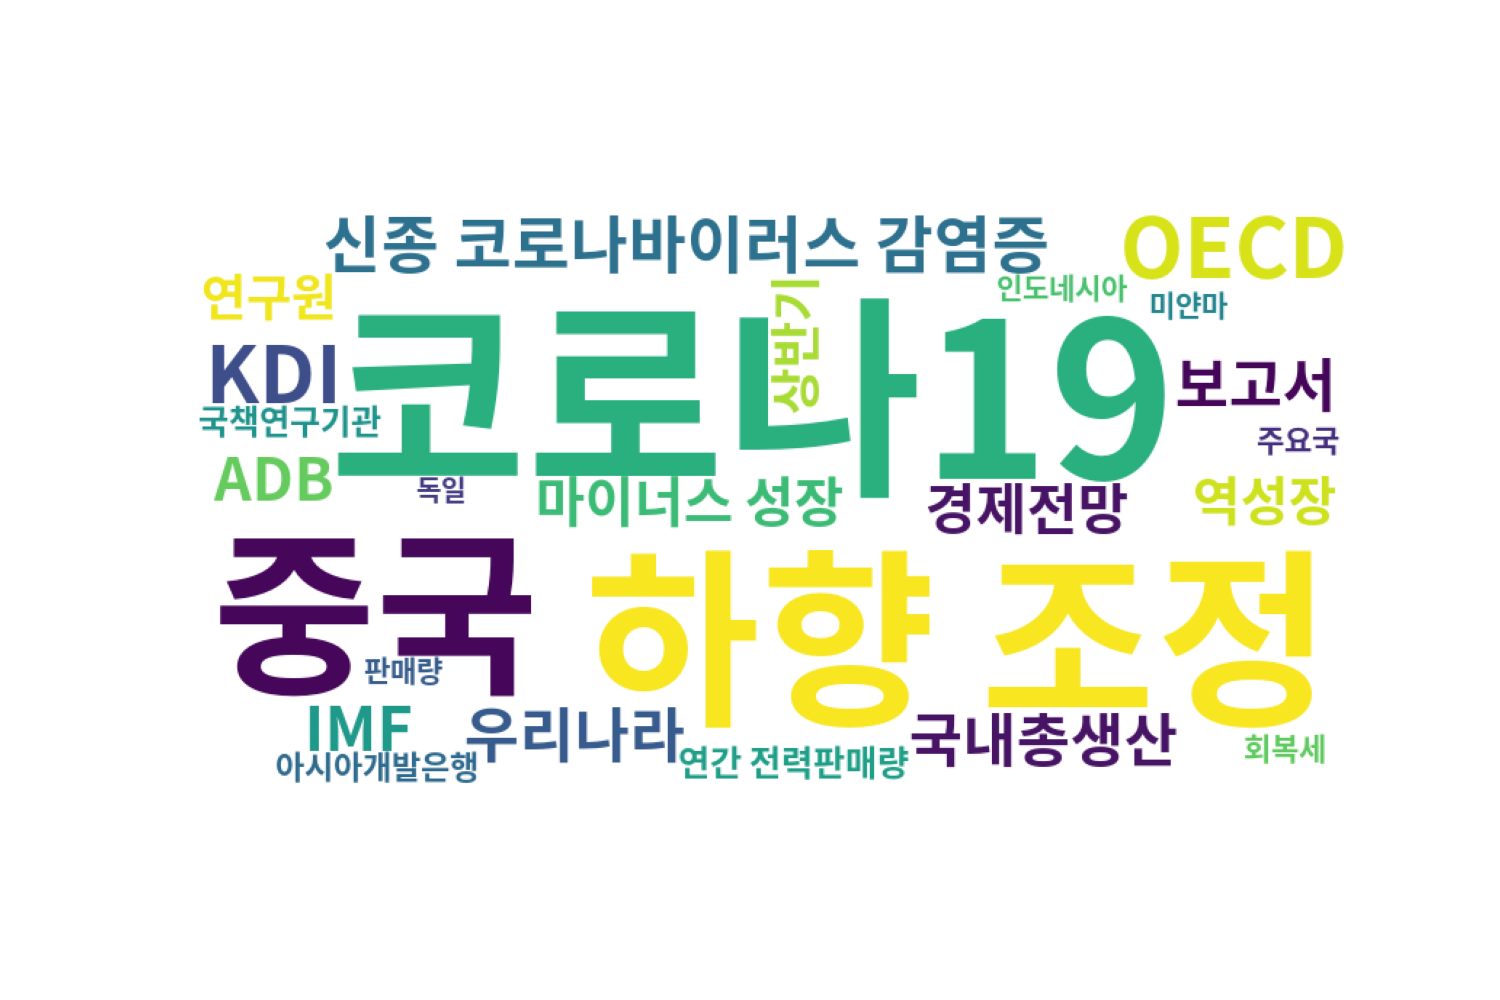 신종 코로나바이러스 감염증
OECD
연구원
상반기
인도네시아
미얀마
코로나19
KDI
보고서
국책연구기관
주요국
ADB
독일
마이너스 성장
경제전망
역성장
중국
하향 조정
판매량
IMF
우리나라
국내총생산
회복세
아시아개발은행
연간 전력판매량